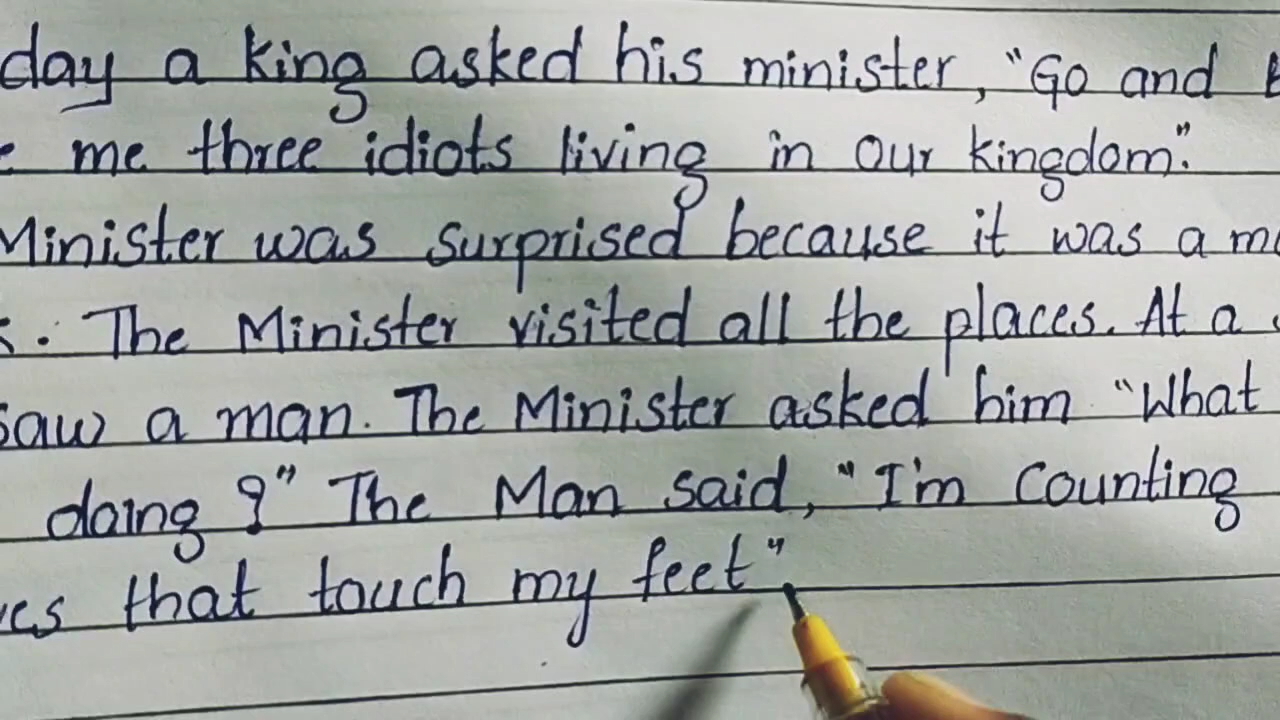 day a king asked his minister, "Go and
me three idiots living in our kingdom."
Minister was surprised because it was a
. The Minister visited all the places. At a
saw a man. The Minister asked him "What
doing ?" The Man said, "I'm counting
that touch my feet"